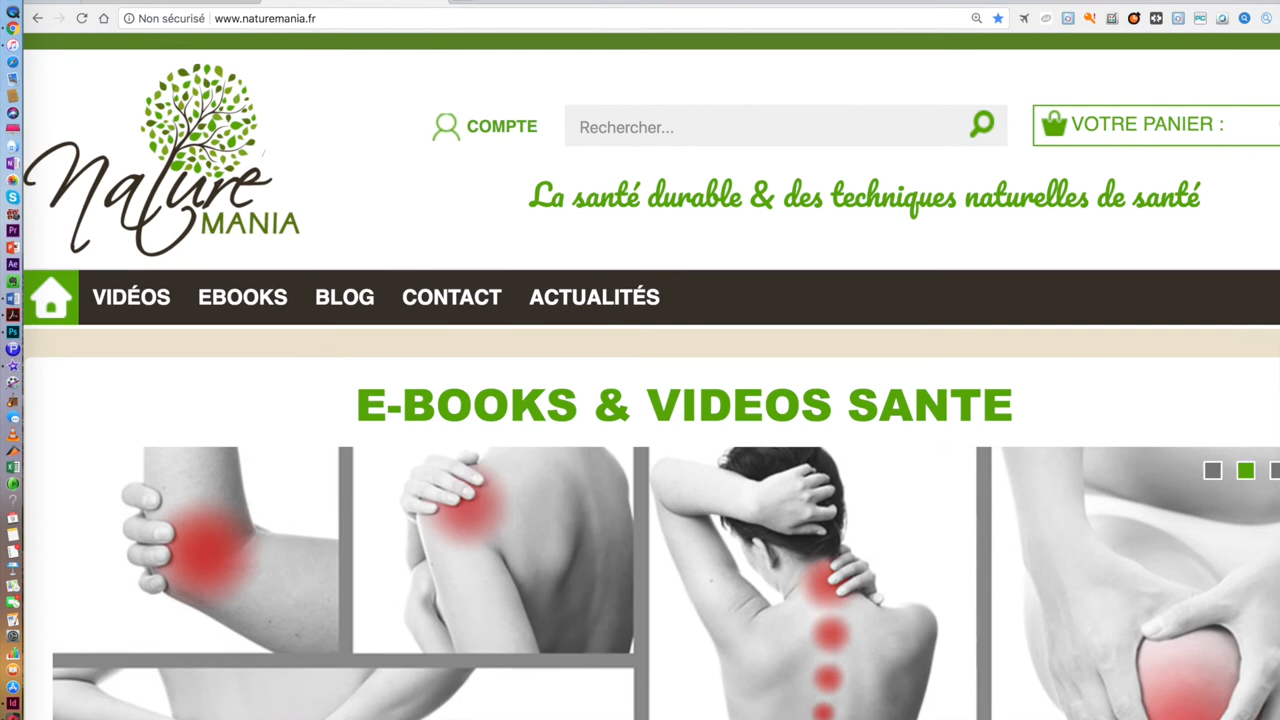 Non sécurisé www.naturemania.fr
Nature
MANIA
COMPTE
Rechercher...
VOTRE PANIER :
La santé durable & des techniques naturelles de santé
VIDÉOS EBOOKS BLOG CONTACT ACTUALITÉS
E-BOOKS & VIDEOS SANTE